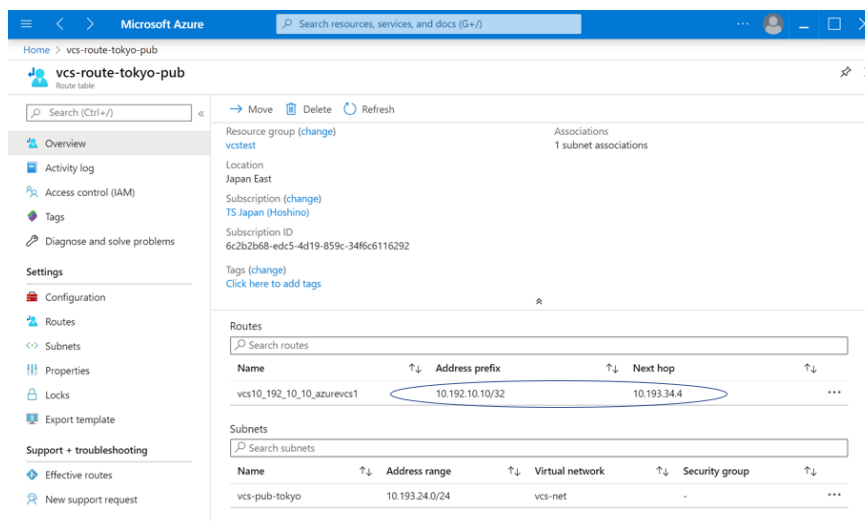 Microsoft Azure
Search resources, services, and docs (G+/)
...
Home > vcs-route-tokyo-pub
vcs-route-tokyo-pub
Route table
Search (Ctrl+/)
«
Move Delete Refresh
Overview
Activity log
Access control (IAM)
Tags
Diagnose and solve problems
Settings
Configuration
Routes
Subnets
Properties
Locks
Export template
Support + troubleshooting
Effective routes
New support request
Resource group (change)
vcstest
Associations
1 subnet associations
Location
Japan East
Subscription (change)
TS Japan (Hoshino)
Subscription ID
6c2b2b68-edc5-4d19-859c-34f6c6116292
Tags (change)
Click here to add tags
Routes
Search routes
Name Address prefix Next hop
vcs10_192_10_10_azurevcs1 10.192.10.10/32 10.193.34.4 ...
Subnets
Search subnets
Name Address range Virtual network Security group
vcs-pub-tokyo 10.193.24.0/24 vcs-net - ...